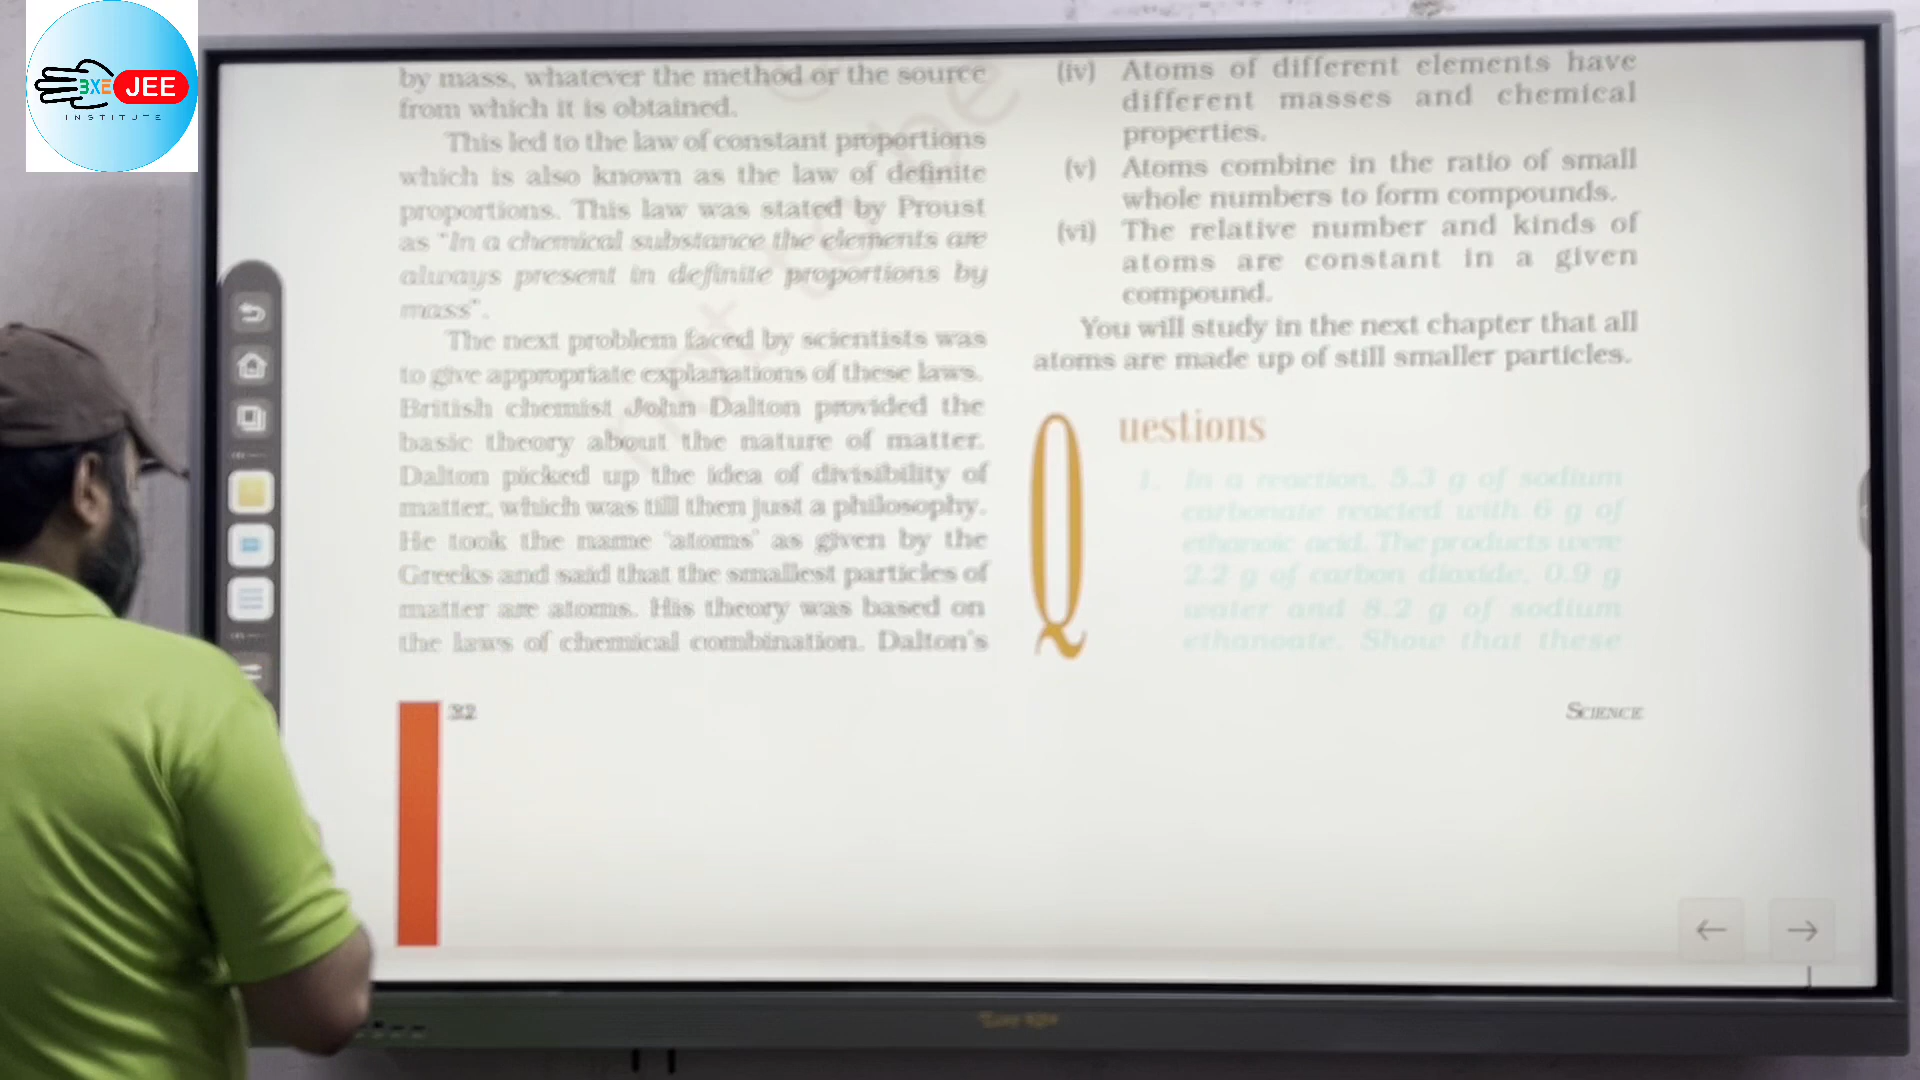 BXE JEE
INSTITUTE
by mass, whatever the method or the source
from which it is obtained.
This led to the law of constant proportions
which is also known as the law of definite
proportions. This law was stated by Proust
as "In a chemical substance the elements are
always present in definite proportions by
mass".
The next problem faced by scientists was
to give appropriate explanations of these laws.
British chemist John Dalton provided the
basic theory about the nature of matter.
Dalton picked up the idea of divisibility of
matter, which was till then just a philosophy.
He took the name 'atoms' as given by the
Greeks and said that the smallest particles of
matter are atoms. His theory was based on
the laws of chemical combination. Dalton's
32
(iv) Atoms of different elements have
different masses and chemical
properties.
(v) Atoms combine in the ratio of small
whole numbers to form compounds.
(vi) The relative number and kinds of
atoms are constant in a given
compound.
You will study in the next chapter that all
atoms are made up of still smaller particles.
Questions
1. In a reaction, 5.3 g of sodium
carbonate reacted with 6 g of
ethanoic acid. The products were
2.2 g of carbon dioxide, 0.9 g
water and 8.2 g of sodium
ethanoate. Show that these
SCIENCE
not to be